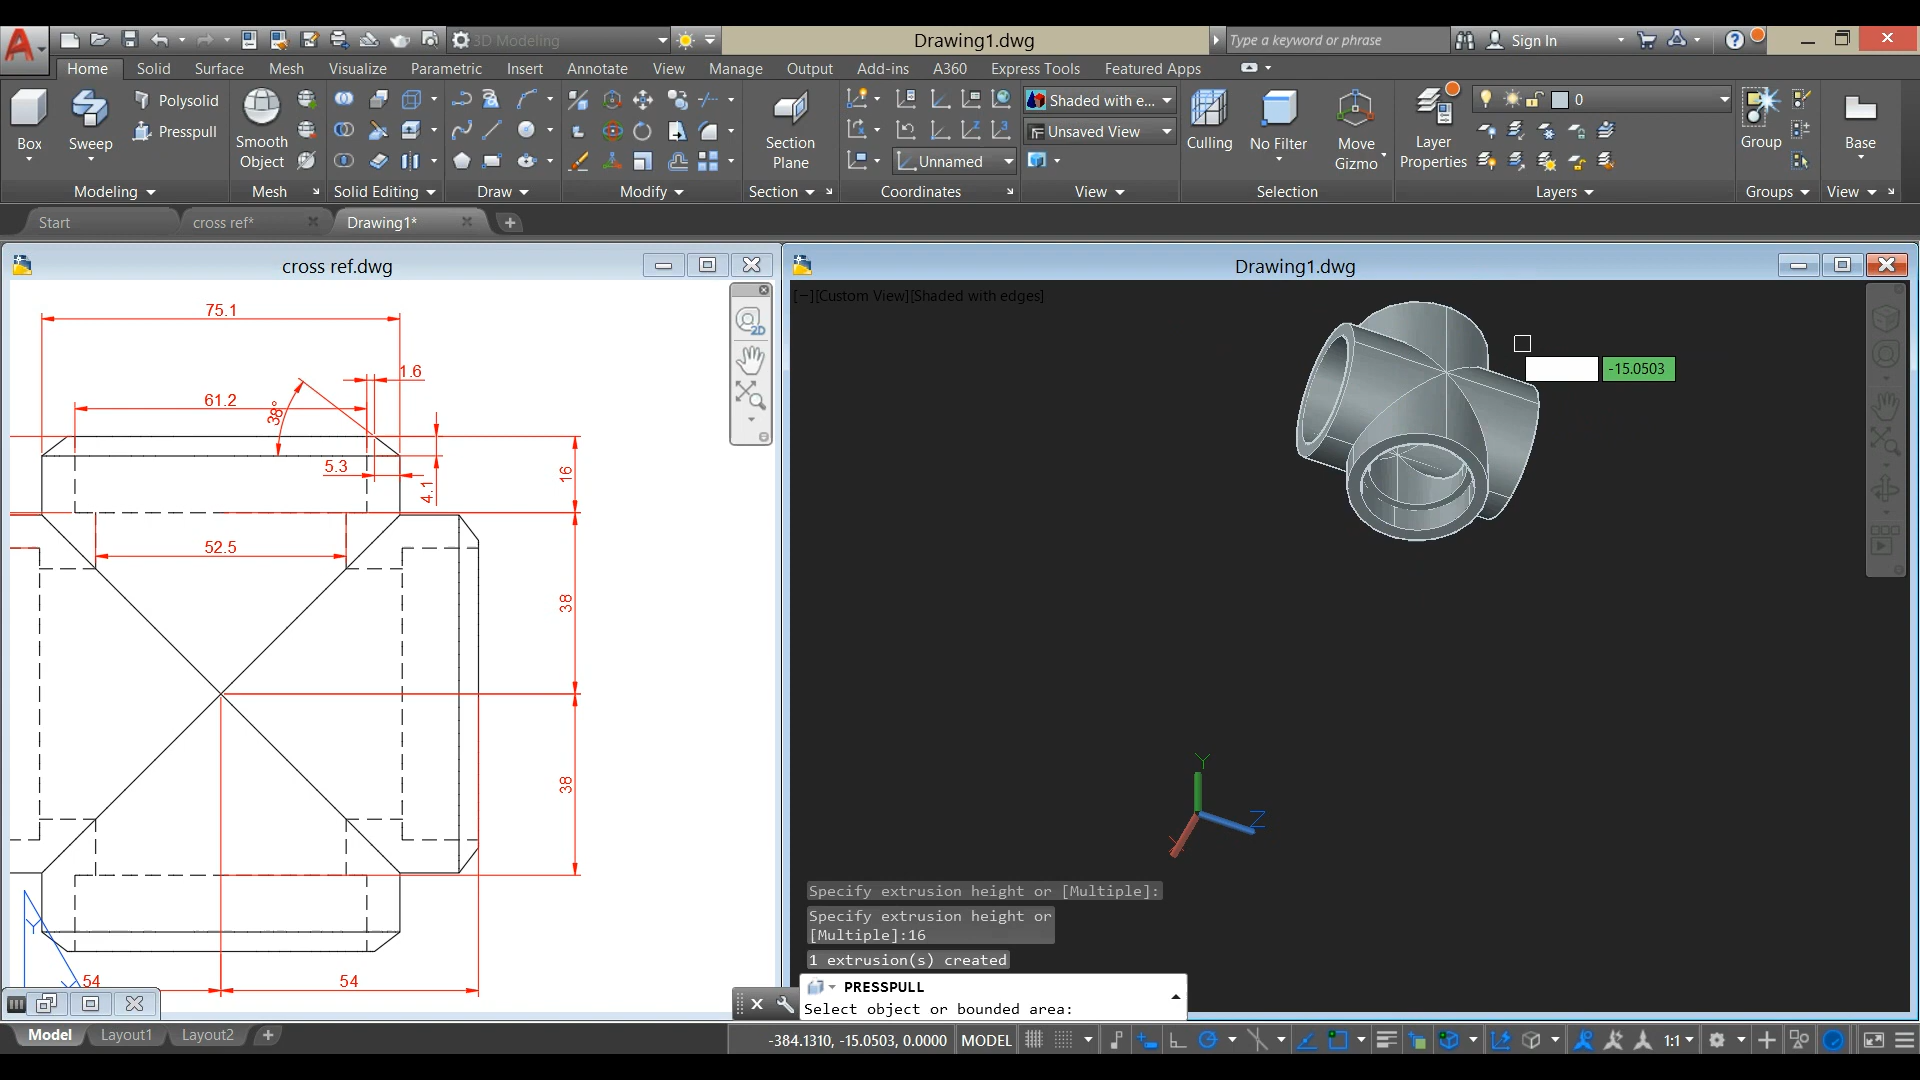 3D Modeling
Drawing1.dwg
Type a keyword or phrase
Sign In
Home Solid Surface Mesh Visualize Parametric Insert Annotate View Manage Output Add-ins A360 Express Tools Featured Apps
Box
Sweep
Polysolid
Presspull
Smooth
Object
Section
Plane
Unnamed
Shaded with e...
Unsaved View
Culling
No Filter
Move
Gizmo
Layer
Properties
0
Group
Base
Modeling
Mesh
Solid Editing
Draw
Modify
Section
Coordinates
View
Selection
Layers
Groups
View
Start
cross ref*
Drawing1*
cross ref.dwg
Drawing1.dwg
[−][Custom View][Shaded with edges]
2D
75.1
1.6
61.2
38°
5.3
4.1
16
52.5
38
38
54
54
Y
-15.0503
Y
Z
X
Specify extrusion height or [Multiple]:
Specify extrusion height or
[Multiple]:16
1 extrusion(s) created
PRESSPULL
Select object or bounded area:
Model
Layout1
Layout2
-384.1310, -15.0503, 0.0000
MODEL
1:1